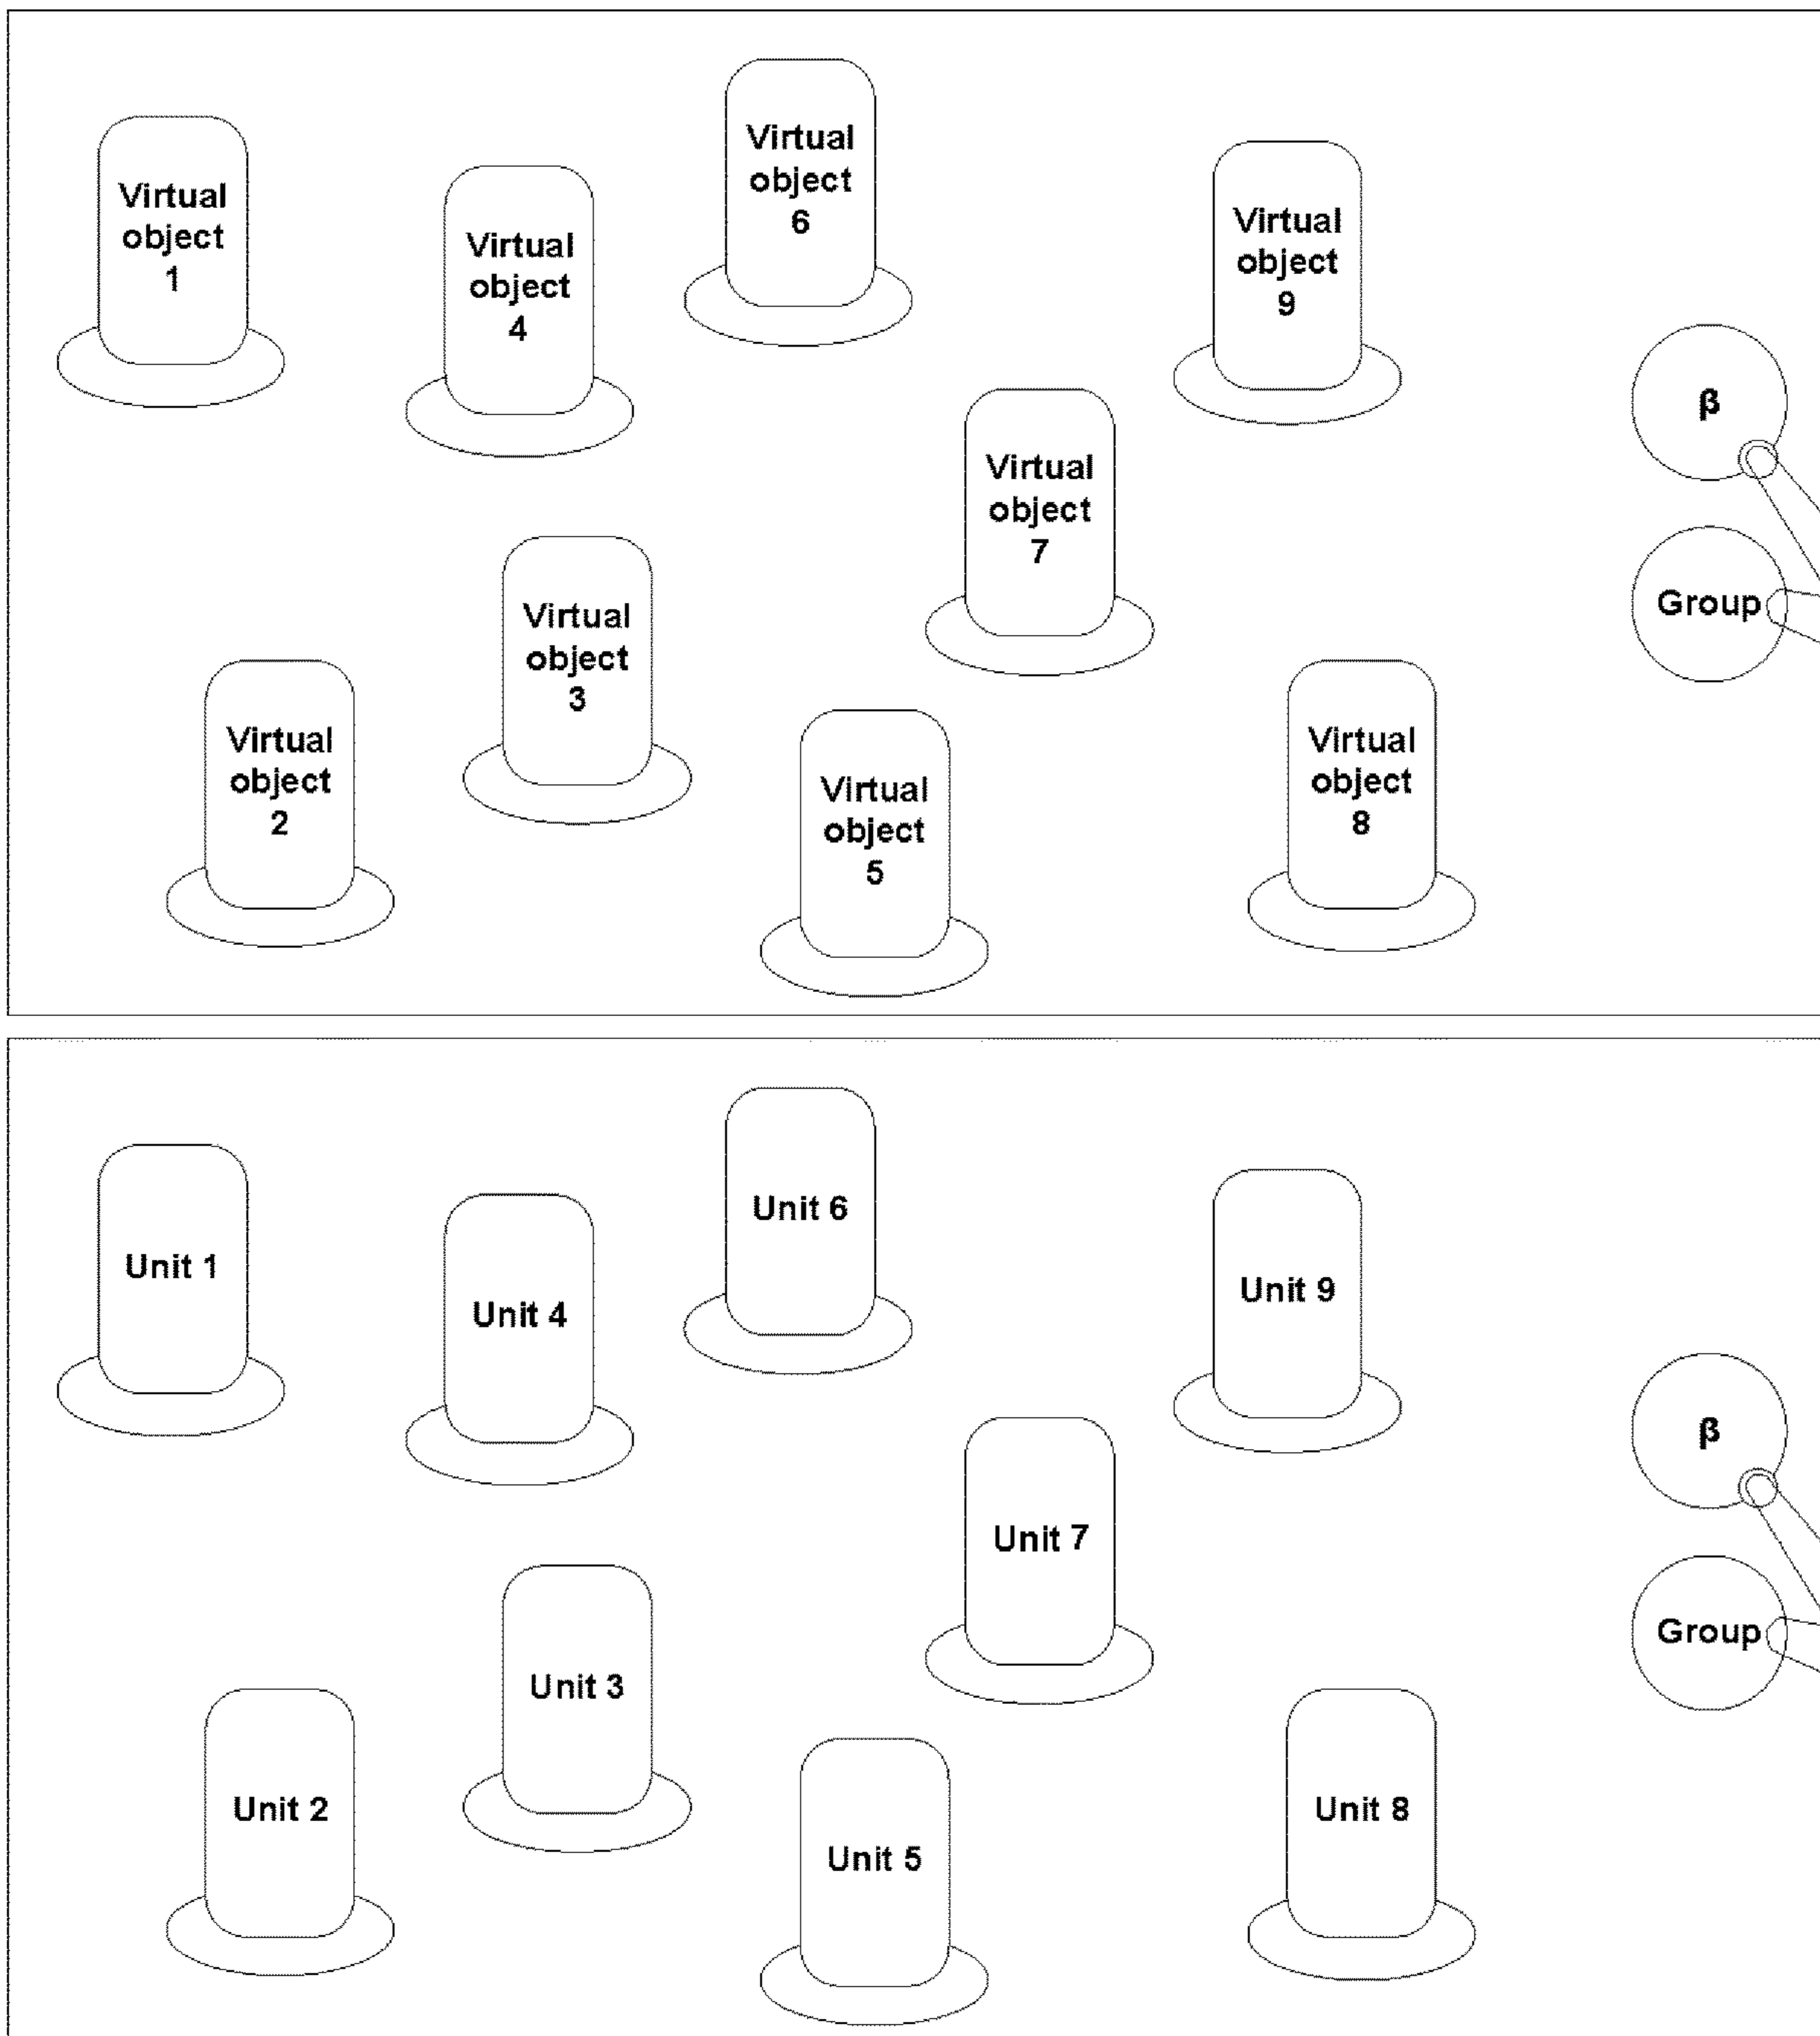 Virtual
object
1
Virtual
object
4
Virtual
object
6
Virtual
object
9
β
Virtual
object
7
Group
Virtual
object
3
Virtual
object
2
Virtual
object
5
Virtual
object
8
Unit 1
Unit 4
Unit 6
Unit 9
β
Unit 7
Group
Unit 3
Unit 2
Unit 5
Unit 8